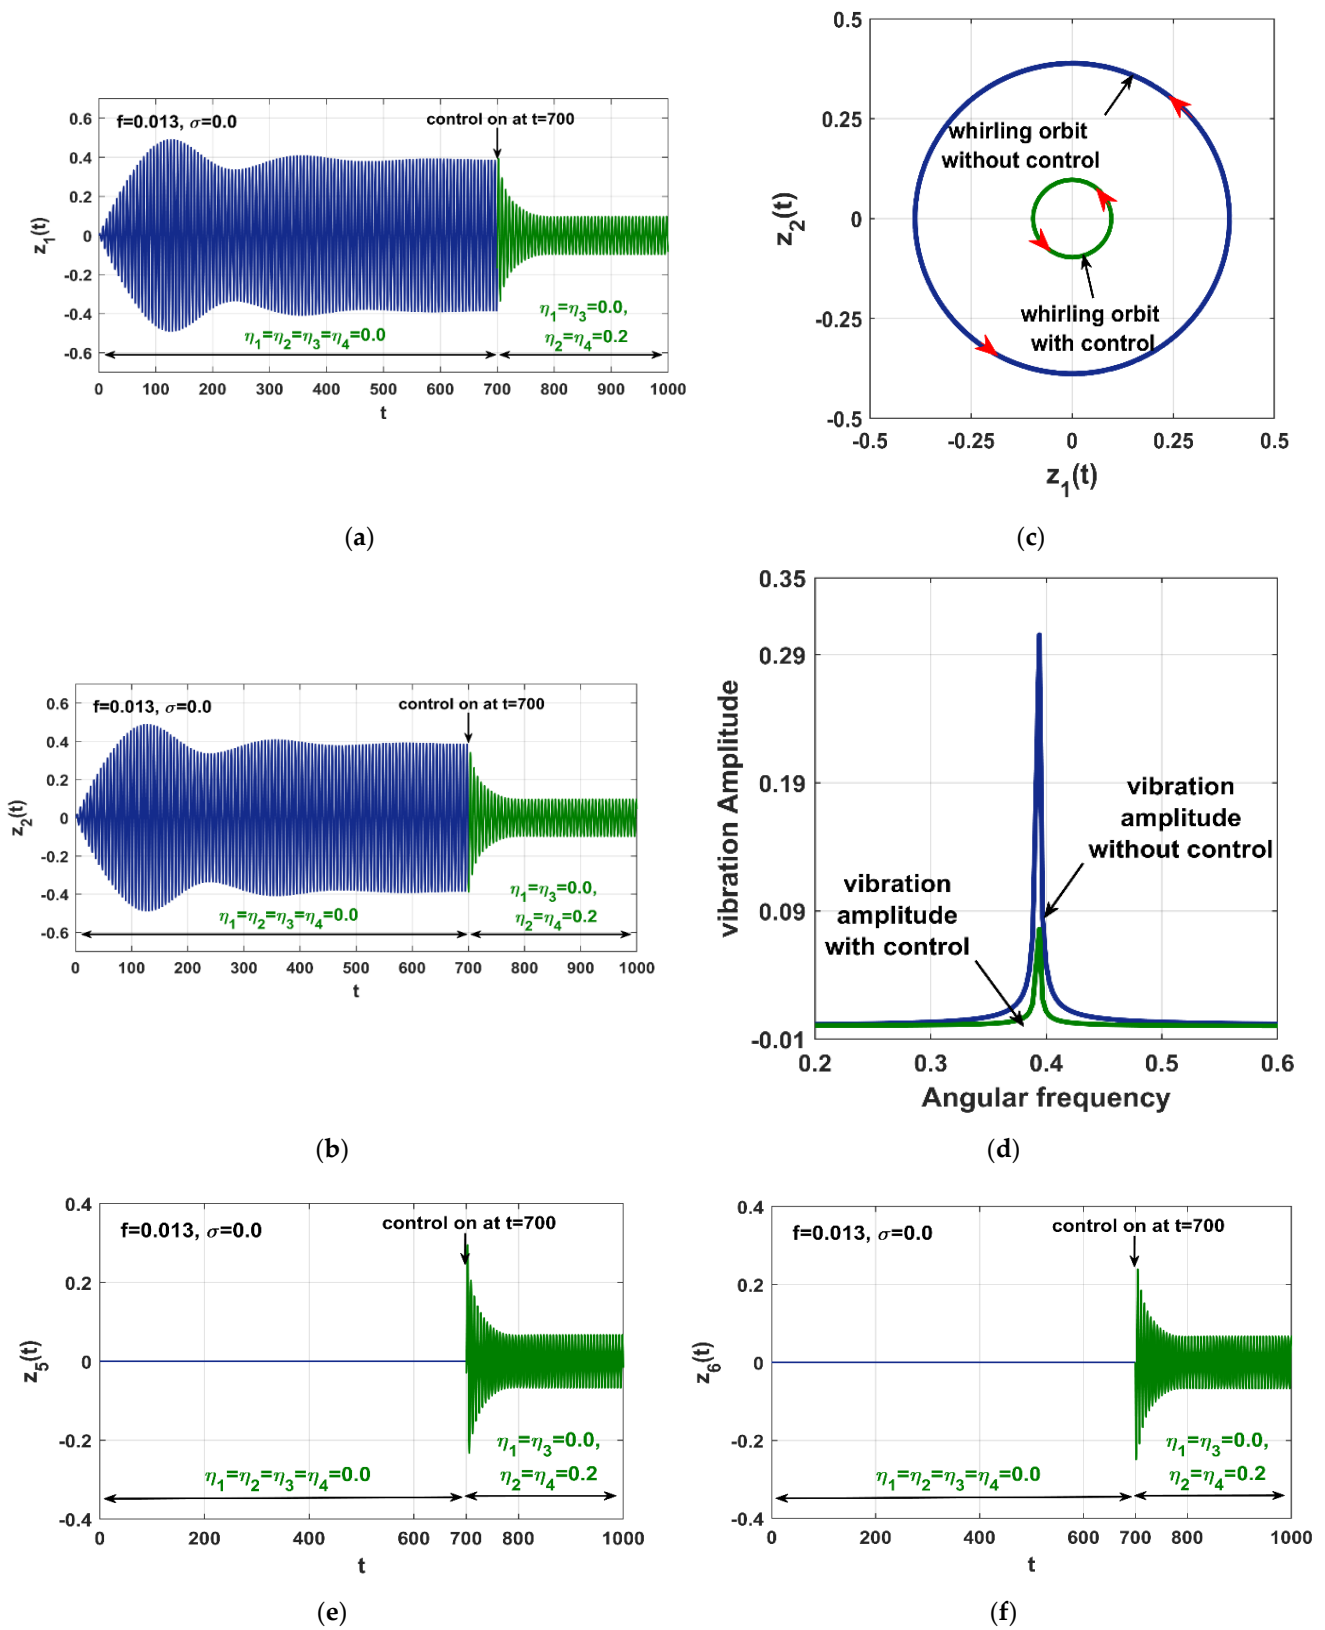 f=0.013, σ=0.0
control on at t=700
z1(t)
0.6
0.4
0.2
0
-0.2
-0.4
-0.6
η1=η2=η3=η4=0.0
η1=η3=0.0,
η2=η4=0.2
0 100 200 300 400 500 600 700 800 900 1000
t
(a)
0.5
0.25
0
-0.25
-0.5
z2(t)
whirling orbit
without control
whirling orbit
with control
-0.5 -0.25 0 0.25 0.5
z1(t)
(c)
f=0.013, σ=0.0
control on at t=700
z2(t)
0.6
0.4
0.2
0
-0.2
-0.4
-0.6
η1=η2=η3=η4=0.0
η1=η3=0.0,
η2=η4=0.2
0 100 200 300 400 500 600 700 800 900 1000
t
(b)
0.35
0.29
0.19
0.09
-0.01
vibration Amplitude
vibration
amplitude
without control
vibration
amplitude
with control
0.2 0.3 0.4 0.5 0.6
Angular frequency
(d)
f=0.013, σ=0.0
control on at t=700
z5(t)
0.4
0.2
0
-0.2
-0.4
η1=η2=η3=η4=0.0
η1=η3=0.0,
η2=η4=0.2
0 200 400 600 700 800 1000
t
(e)
f=0.013, σ=0.0
control on at t=700
z6(t)
0.4
0.2
0
-0.2
-0.4
η1=η2=η3=η4=0.0
η1=η3=0.0,
η2=η4=0.2
0 200 400 600 700 800 1000
t
(f)